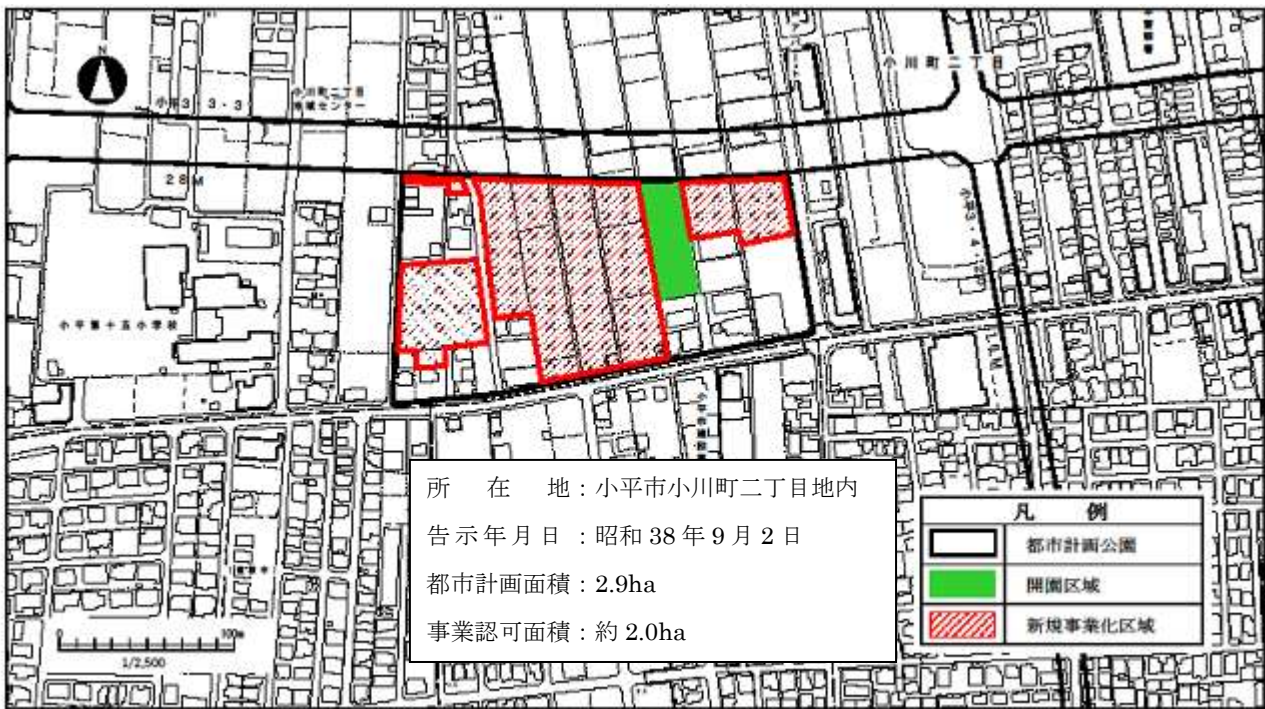 小川町二丁目
N
小平3・3・3
小川町二丁目
地域センター
28M
小平第十五小学校
小平3・4・
所在地：小平市小川町二丁目地内
告示年月日：昭和38年9月2日
都市計画面積：2.9ha
事業認可面積：約2.0ha
凡例
都市計画公園
開園区域
新規事業化区域
0 100m
1/2,500